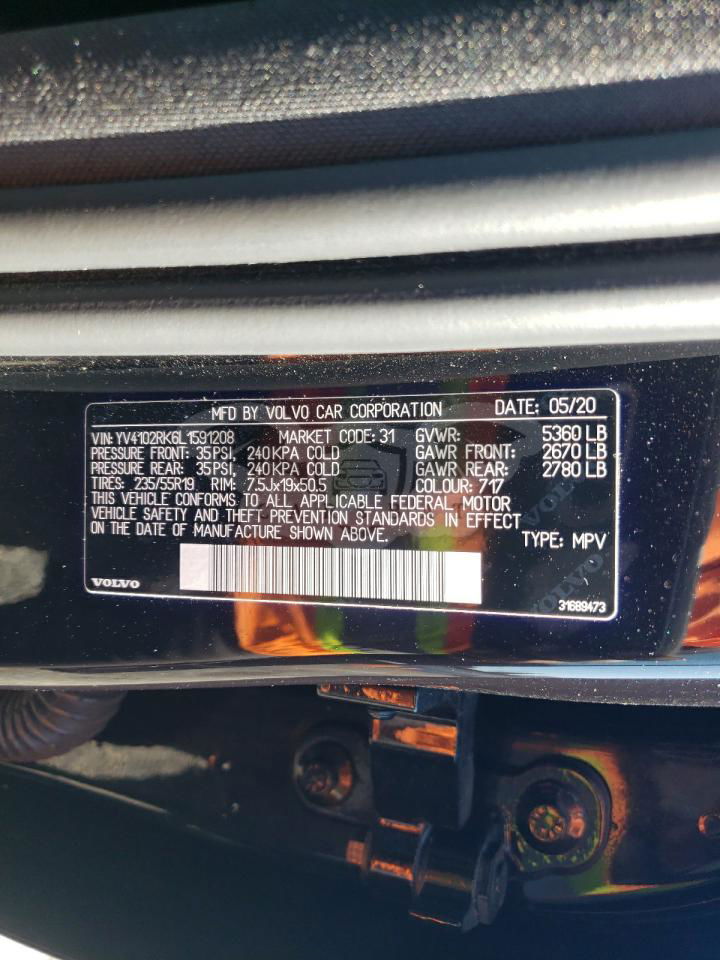 MFD BY VOLVO CAR CORPORATION DATE: 05/20
VIN: YV4102RK6L1591208 MARKET CODE: 31 GVWR: 5360 LB
PRESSURE FRONT: 35PSI, 240KPA COLD GAWR FRONT: 2670 LB
PRESSURE REAR: 35PSI, 240KPA COLD GAWR REAR: 2780 LB
TIRES: 235/55R19 RIM: 7.5Jx19x50.5 COLOUR: 717
THIS VEHICLE CONFORMS TO ALL APPLICABLE FEDERAL MOTOR
VEHICLE SAFETY AND THEFT PREVENTION STANDARDS IN EFFECT
ON THE DATE OF MANUFACTURE SHOWN ABOVE. TYPE: MPV
VOLVO 31689473
VOLVO
VOLVO